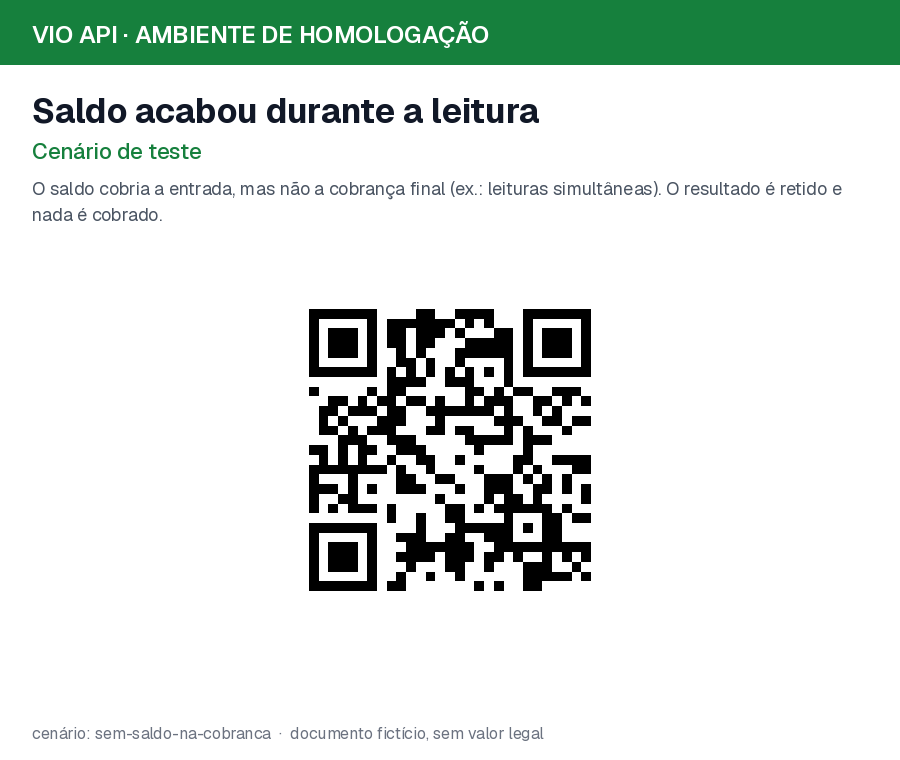 VIO API · AMBIENTE DE HOMOLOGAÇÃO
Saldo acabou durante a leitura
Cenário de teste
O saldo cobria a entrada, mas não a cobrança final (ex.: leituras simultâneas). O resultado é retido e
nada é cobrado.
cenário: sem-saldo-na-cobranca · documento fictício, sem valor legal